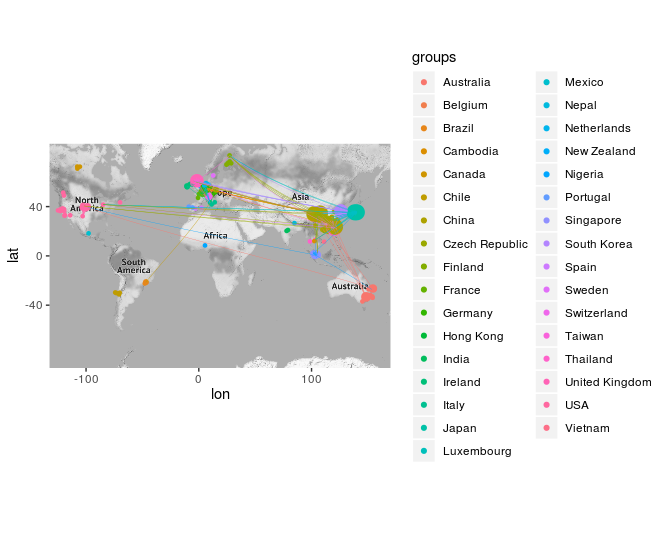 groups
Australia
Belgium
Brazil
Cambodia
Canada
Chile
China
Czech Republic
Finland
France
Germany
Hong Kong
India
Ireland
Italy
Japan
Luxembourg
Mexico
Nepal
Netherlands
New Zealand
Nigeria
Portugal
Singapore
South Korea
Spain
Sweden
Switzerland
Taiwan
Thailand
United Kingdom
USA
Vietnam
lat
40
0
-40
North
America
Asia
Africa
South
America
Australia
-100
0
100
lon